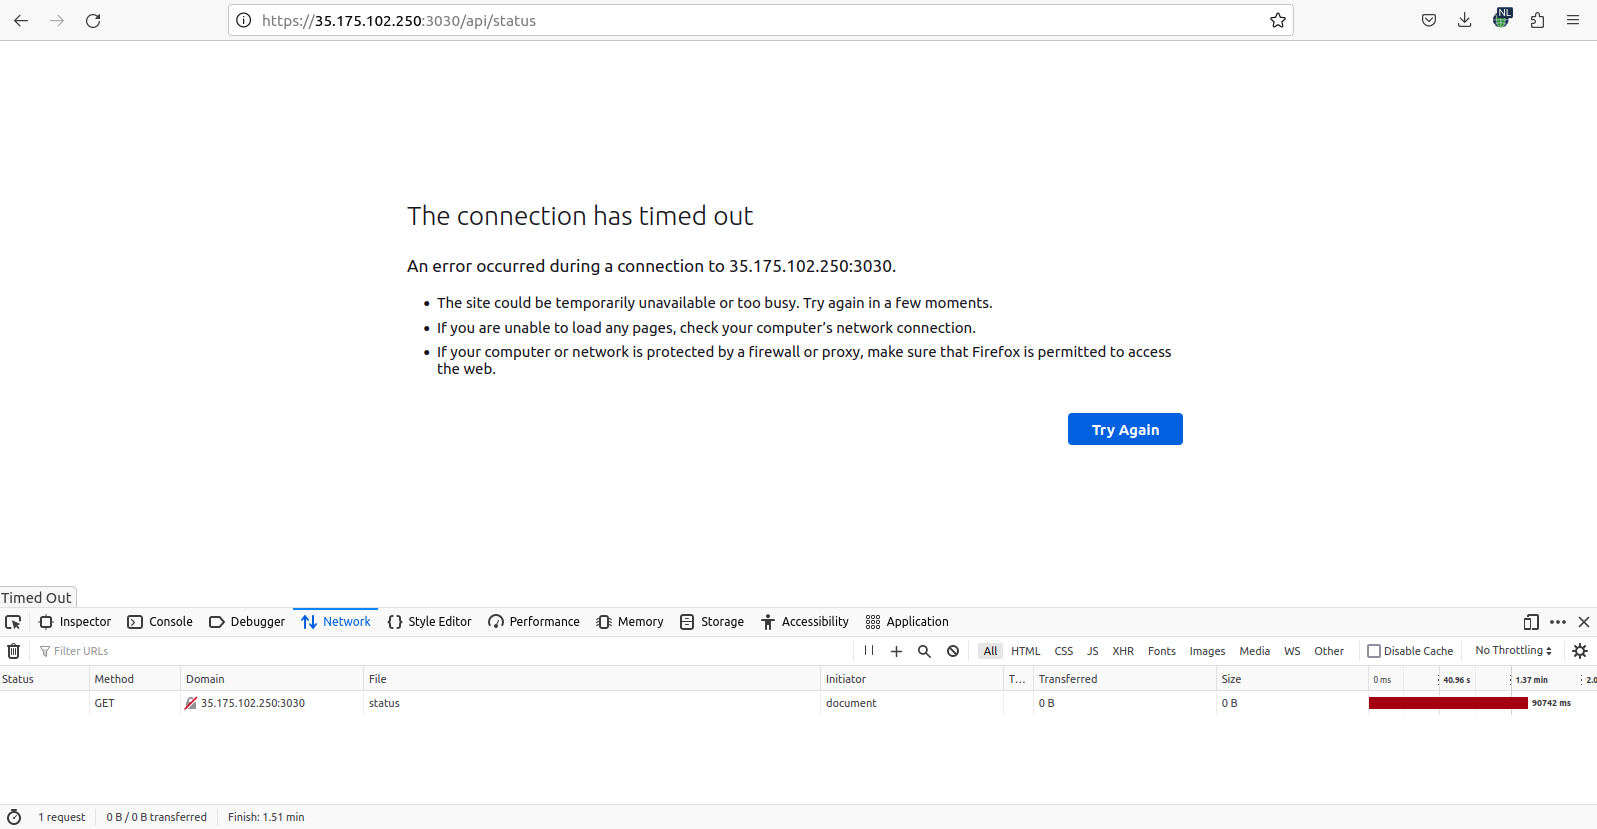 https://35.175.102.250:3030/api/status
NL
The connection has timed out
An error occurred during a connection to 35.175.102.250:3030.
• The site could be temporarily unavailable or too busy. Try again in a few moments.
• If you are unable to load any pages, check your computer’s network connection.
• If your computer or network is protected by a firewall or proxy, make sure that Firefox is permitted to access
the web.
Try Again
Timed Out
Inspector Console Debugger Network Style Editor Performance Memory Storage Accessibility Application
Filter URLs All HTML CSS JS XHR Fonts Images Media WS Other Disable Cache No Throttling
Status Method Domain File Initiator T... Transferred Size 0 ms 40.96 s 1.37 min 2.0
GET 35.175.102.250:3030 status document 0 B 0 B 90742 ms
1 request 0 B / 0 B transferred Finish: 1.51 min